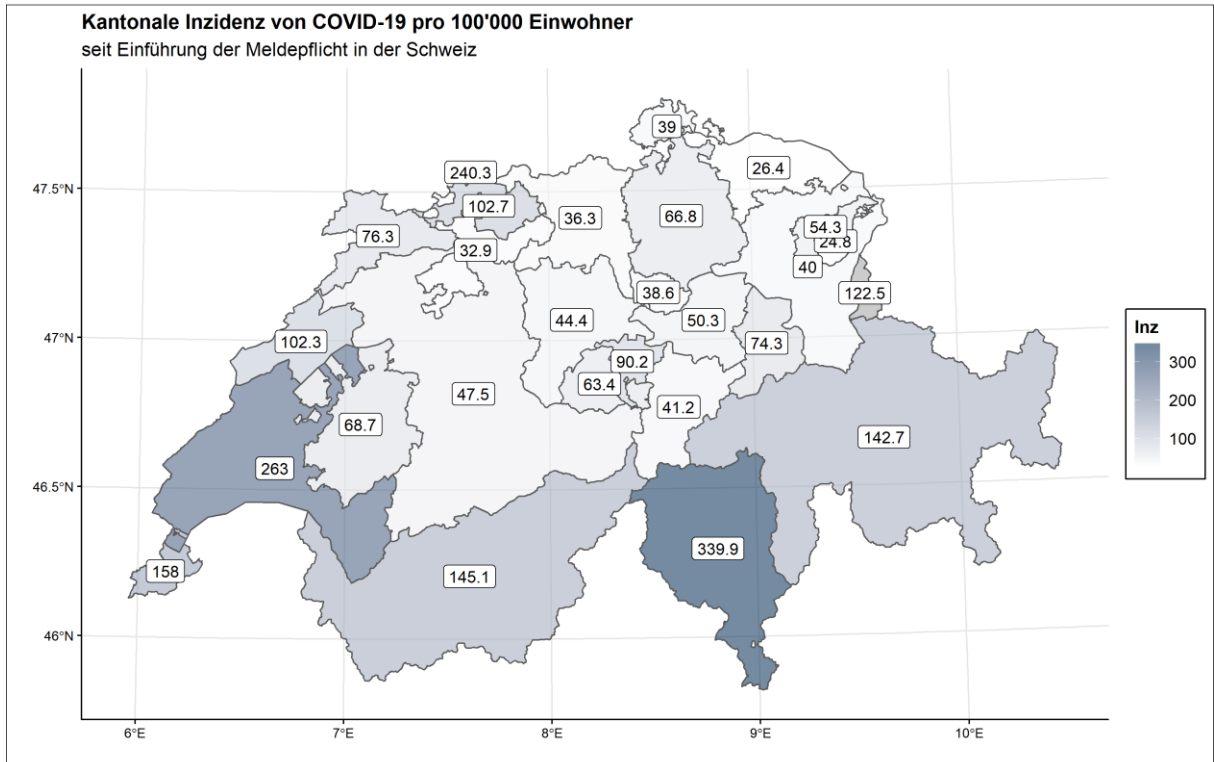 Kantonale Inzidenz von COVID-19 pro 100'000 Einwohner
seit Einführung der Meldepflicht in der Schweiz
39
26.4
47.5°N
240.3
102.7
36.3
66.8
54.3
24.8
76.3
32.9
40
38.6
122.5
47°N
44.4
50.3
102.3
74.3
90.2
63.4
47.5
41.2
68.7
142.7
263
46.5°N
339.9
158
145.1
46°N
6°E
7°E
8°E
9°E
10°E
Inz
300
200
100